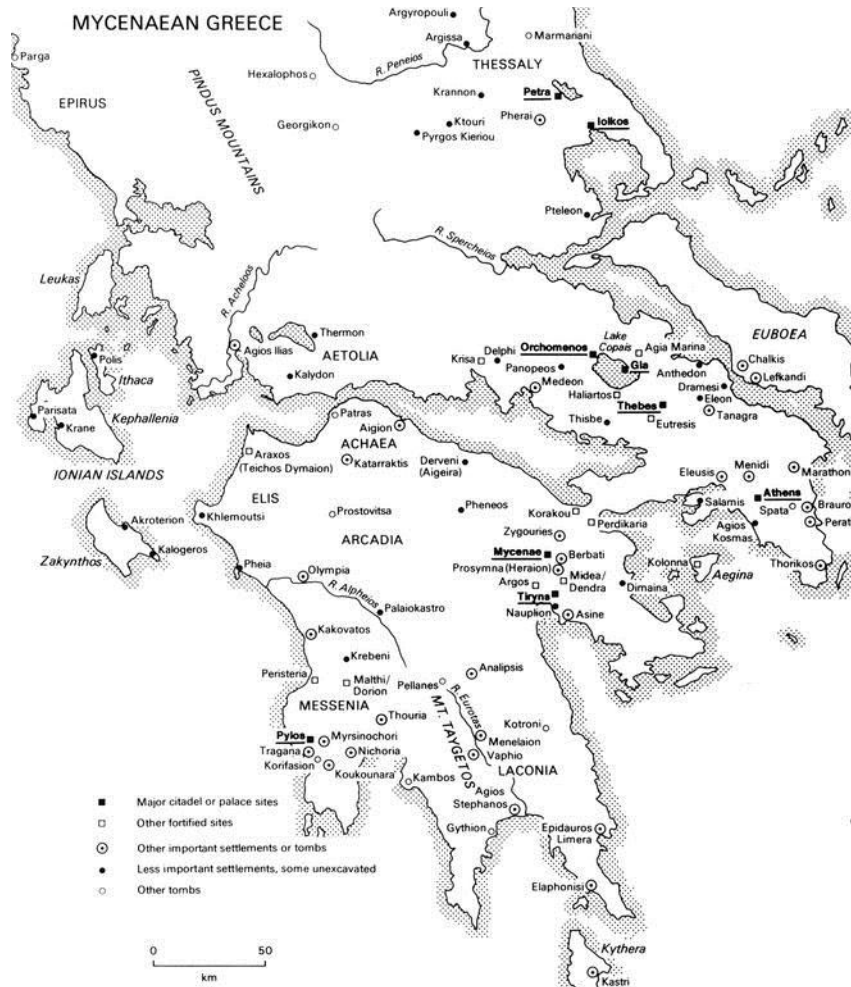 MYCENAEAN GREECE
Argyropouli
Argissa
Marmariani
Parga
R. Peneios
THESSALY
Hexalophos
EPIRUS
PINDUS MOUNTAINS
Krannon
Petra
Georgikon
Ktouri
Pherai
Iolkos
Pyrgos Kieriou
Pteleon
R. Spercheios
Leukas
R. Acheloos
Thermon
Agios Ilias
AETOLIA
Orchomenos
Lake
Copais
Agia Marina
EUBOEA
Polis
Ithaca
Kalydon
Krisa
Delphi
Panopeos
Gla
Anthedon
Chalkis
Lefkandi
Medeon
Haliartos
Dramesi
Eleon
Parisata
Krane
Kephallenia
Patras
Aigion
Thebes
Tanagra
Thisbe
Eutresis
ACHAEA
Araxos
(Teichos Dymaion)
Katarraktis
Derveni
(Aigeira)
Eleusis
Menidi
Marathon
IONIAN ISLANDS
ELIS
Athens
Salamis
Spata
Brauro
Perat
Akroterion
Khlemoutsi
Prostovitsa
Pheneos
Korakou
Perdikaria
Agios
Kosmas
Zakynthos
Kalogeros
ARCADIA
Zygouries
Mycenae
Berbati
Kolonna
Aegina
Thorikos
Pheia
Olympia
Prosymna (Heraion)
Argos
Midea/
Dendra
R. Alpheios
Palaiokastro
Tiryns
Dimaina
Nauplion
Asine
Kakovatos
Krebeni
Analipsis
Peristeria
Malthi/
Dorion
Pellanes
R. Eurotas
MESSENIA
MT. TAYGETOS
Thouria
Kotroni
Pylos
Myrsinochori
Menelaion
Tragana
Nichoria
Vaphio
Korifasion
LACONIA
Koukounara
Kambos
Agios
Stephanos
Gythion
Epidauros
Limera
Elaphonisi
Kythera
Kastri
Major citadel or palace sites
Other fortified sites
Other important settlements or tombs
Less important settlements, some unexcavated
Other tombs
0 50
km